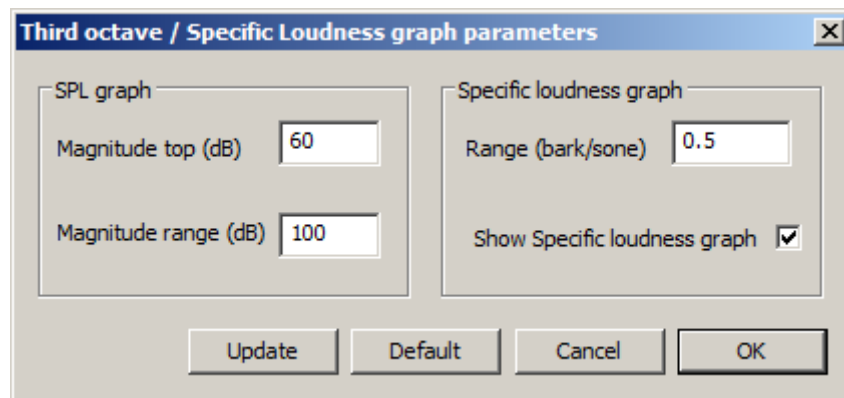 Third octave / Specific Loudness graph parameters
SPL graph
Magnitude top (dB) 60
Magnitude range (dB) 100
Specific loudness graph
Range (bark/sone) 0.5
Show Specific loudness graph
Update Default Cancel OK